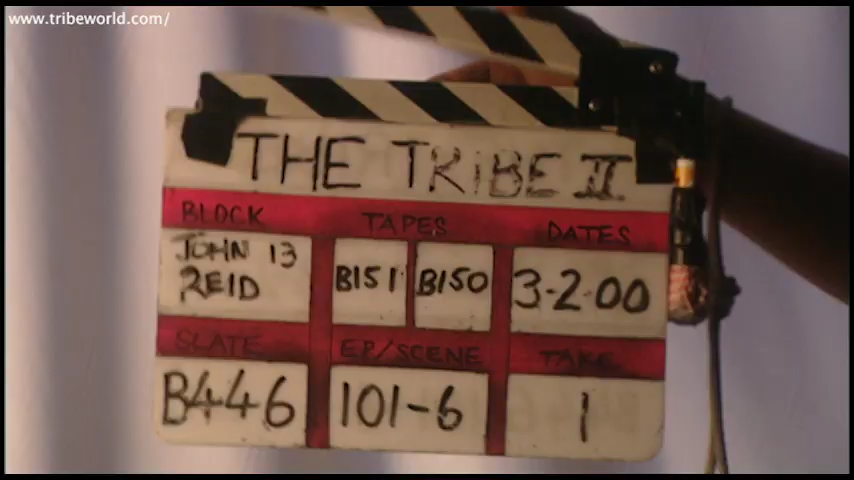 www.tribeworld.com/
THE TRIBE II
BLOCK TAPES DATES
JOHN 13
REID
B151 B150 3-2-00
SLATE EP/SCENE TAKE
B446 101-6 1